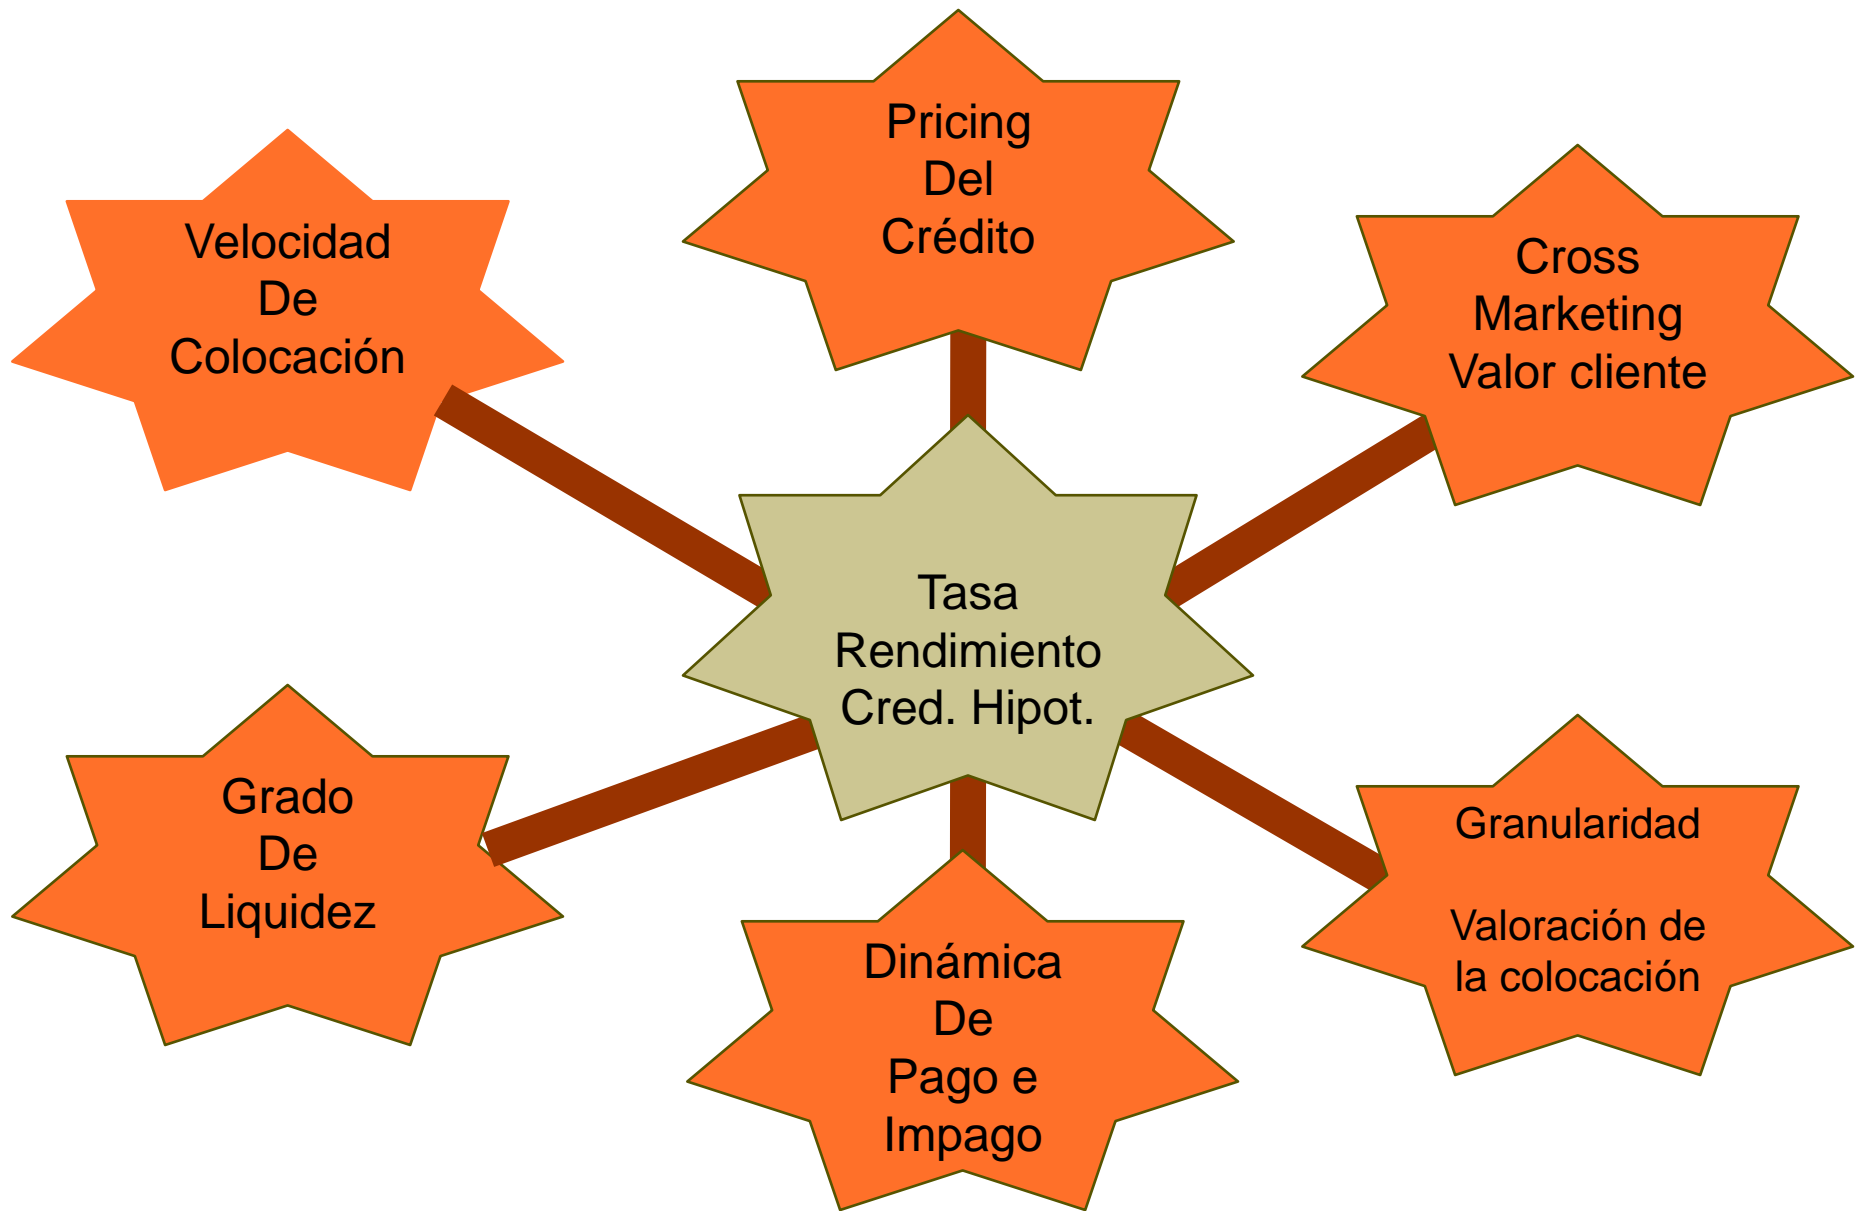 Pricing
Del
Crédito
Velocidad
De
Colocación
Cross
Marketing
Valor cliente
Tasa
Rendimiento
Cred. Hipot.
Grado
De
Liquidez
Granularidad
Valoración de
la colocación
Dinámica
De
Pago e
Impago